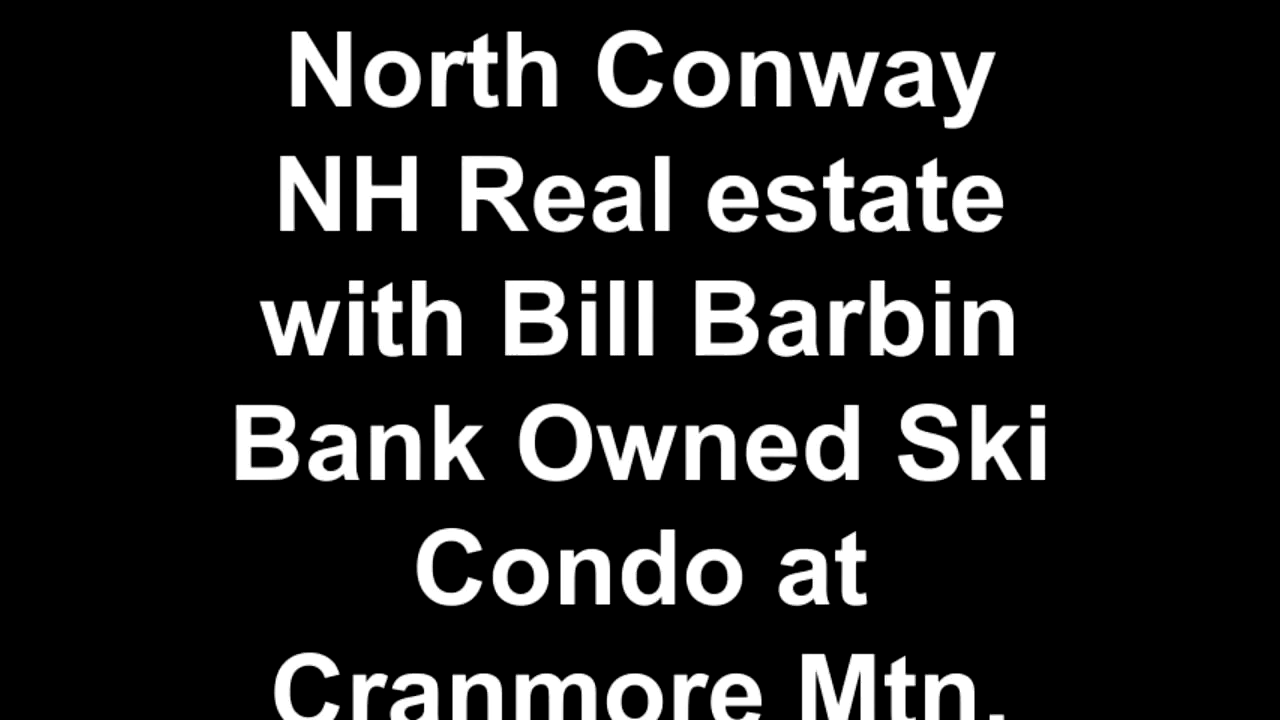 North Conway
NH Real estate
with Bill Barbin
Bank Owned Ski
Condo at
Cranmore Mtn.